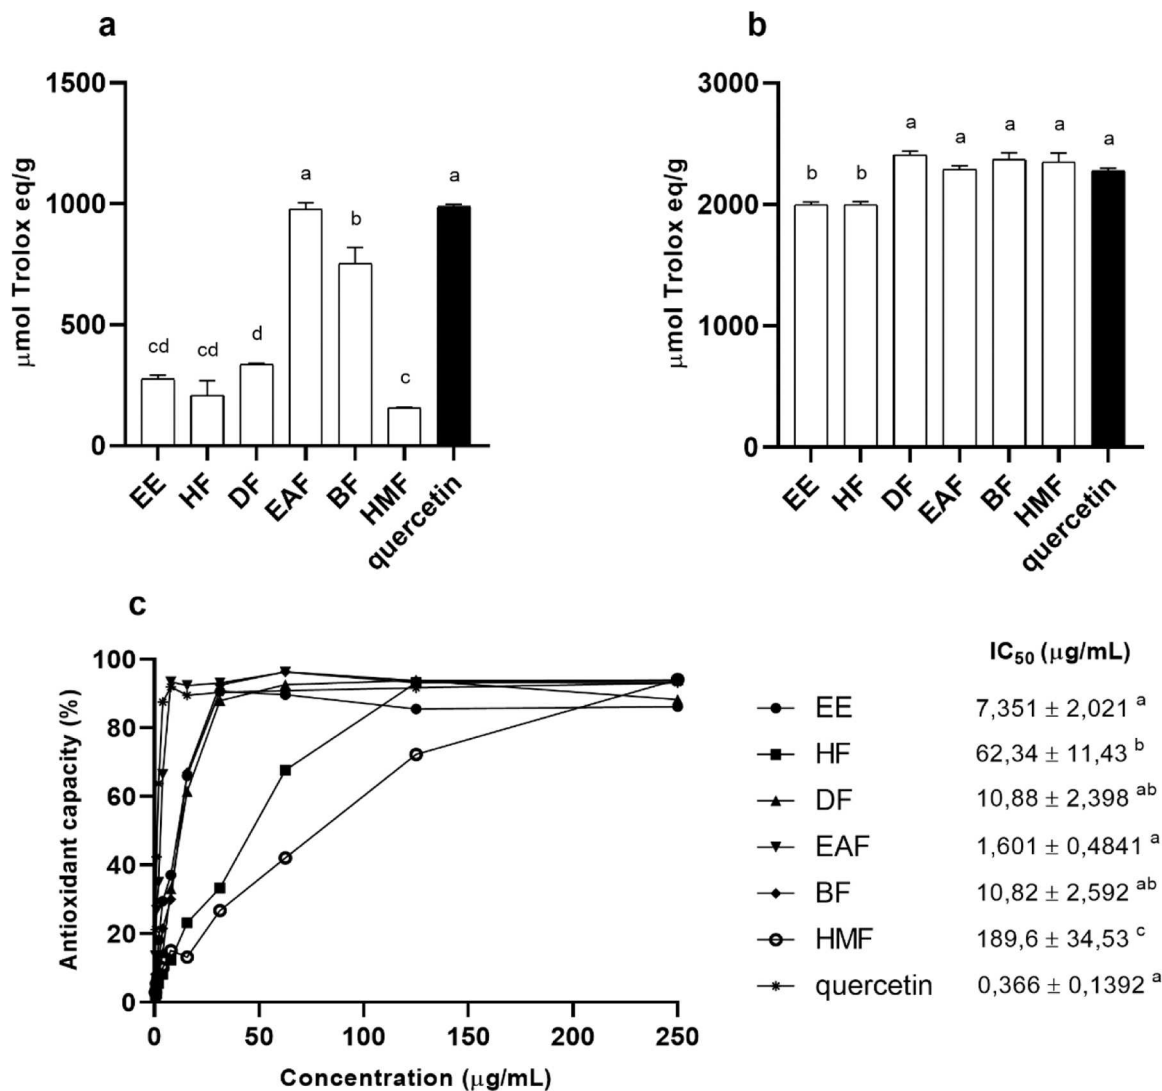 a
μmol Trolox eq/g
1500
1000
500
0
cd
cd
d
a
b
c
a
EE
HF
DF
EAF
BF
HMF
quercetin
b
μmol Trolox eq/g
3000
2000
1000
0
b
b
a
a
a
a
a
EE
HF
DF
EAF
BF
HMF
quercetin
c
Antioxidant capacity (%)
100
80
60
40
20
0
0
50
100
150
200
250
Concentration (μg/mL)
IC50 (μg/mL)
EE 7,351 ± 2,021 a
HF 62,34 ± 11,43 b
DF 10,88 ± 2,398 ab
EAF 1,601 ± 0,4841 a
BF 10,82 ± 2,592 ab
HMF 189,6 ± 34,53 c
quercetin 0,366 ± 0,1392 a